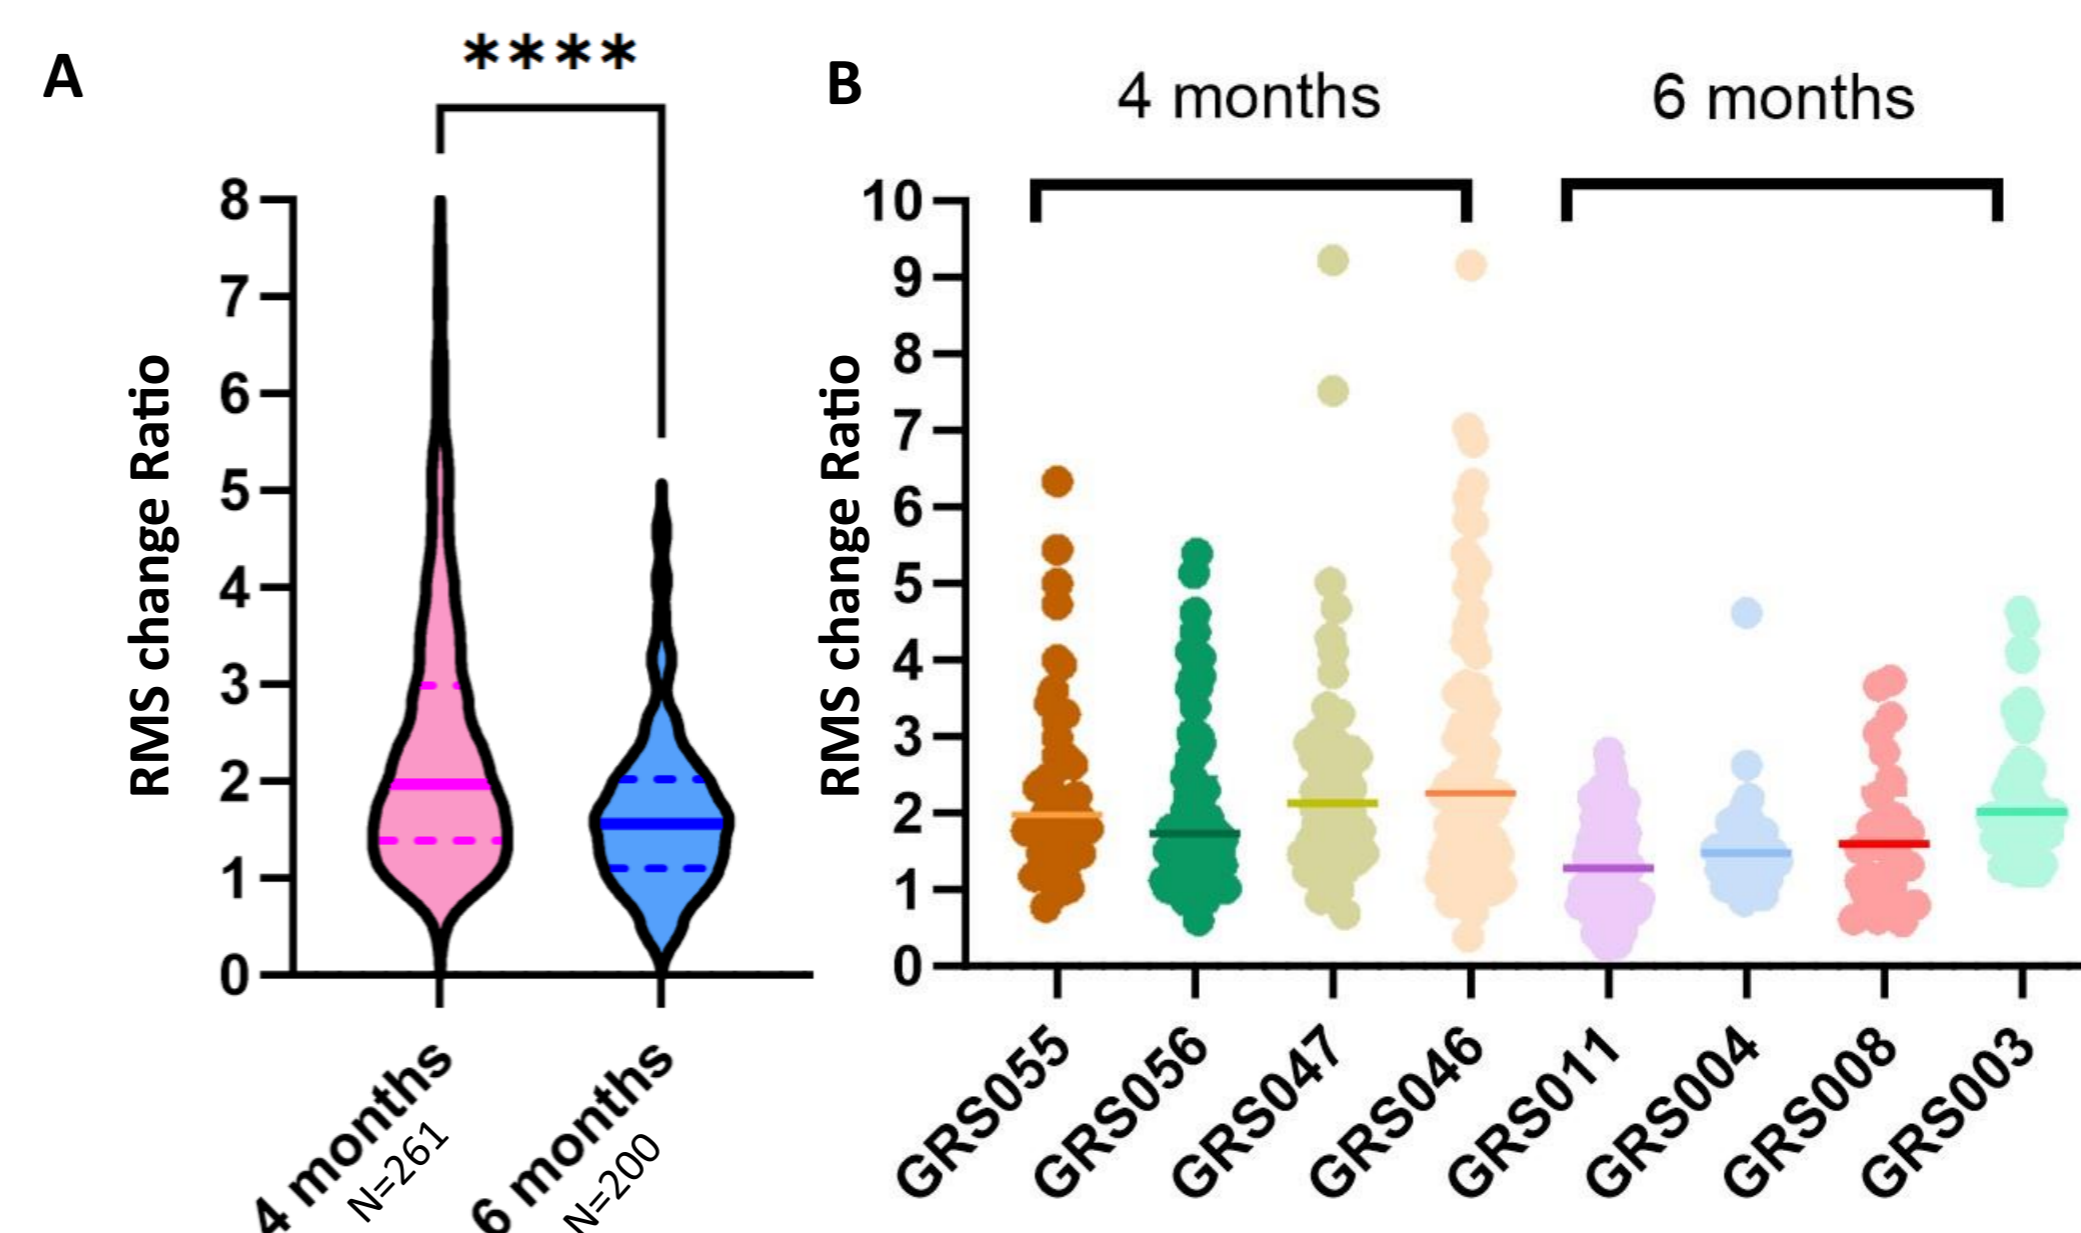 A
****
RMS change Ratio
8
7
6
5
4
3
2
1
0
4 months
N=261
6 months
N=200
B
4 months
6 months
RMS change Ratio
10
9
8
7
6
5
4
3
2
1
0
GRS055
GRS056
GRS047
GRS046
GRS011
GRS004
GRS008
GRS003